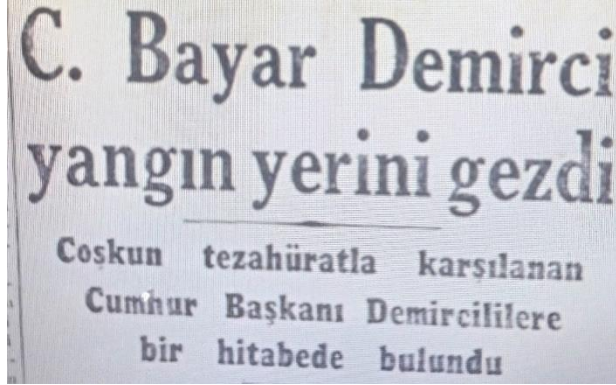 C. Bayar Demirci
yangın yerini gezdi
Coşkun tezahüratla karşılanan
Cumhur Başkanı Demircililere
bir hitabede bulundu